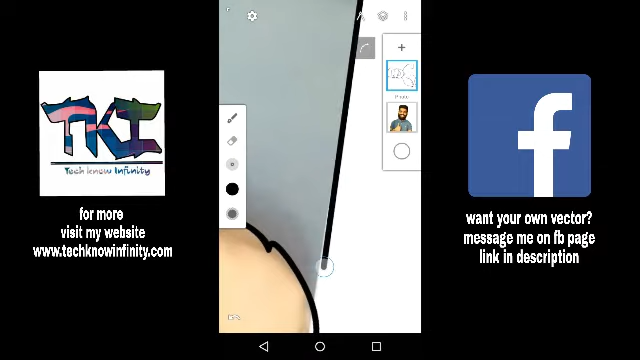 TKI
Tech know Infinity
for more
visit my website
www.techknowinfinity.com
Photo
want your own vector?
message me on fb page
link in description